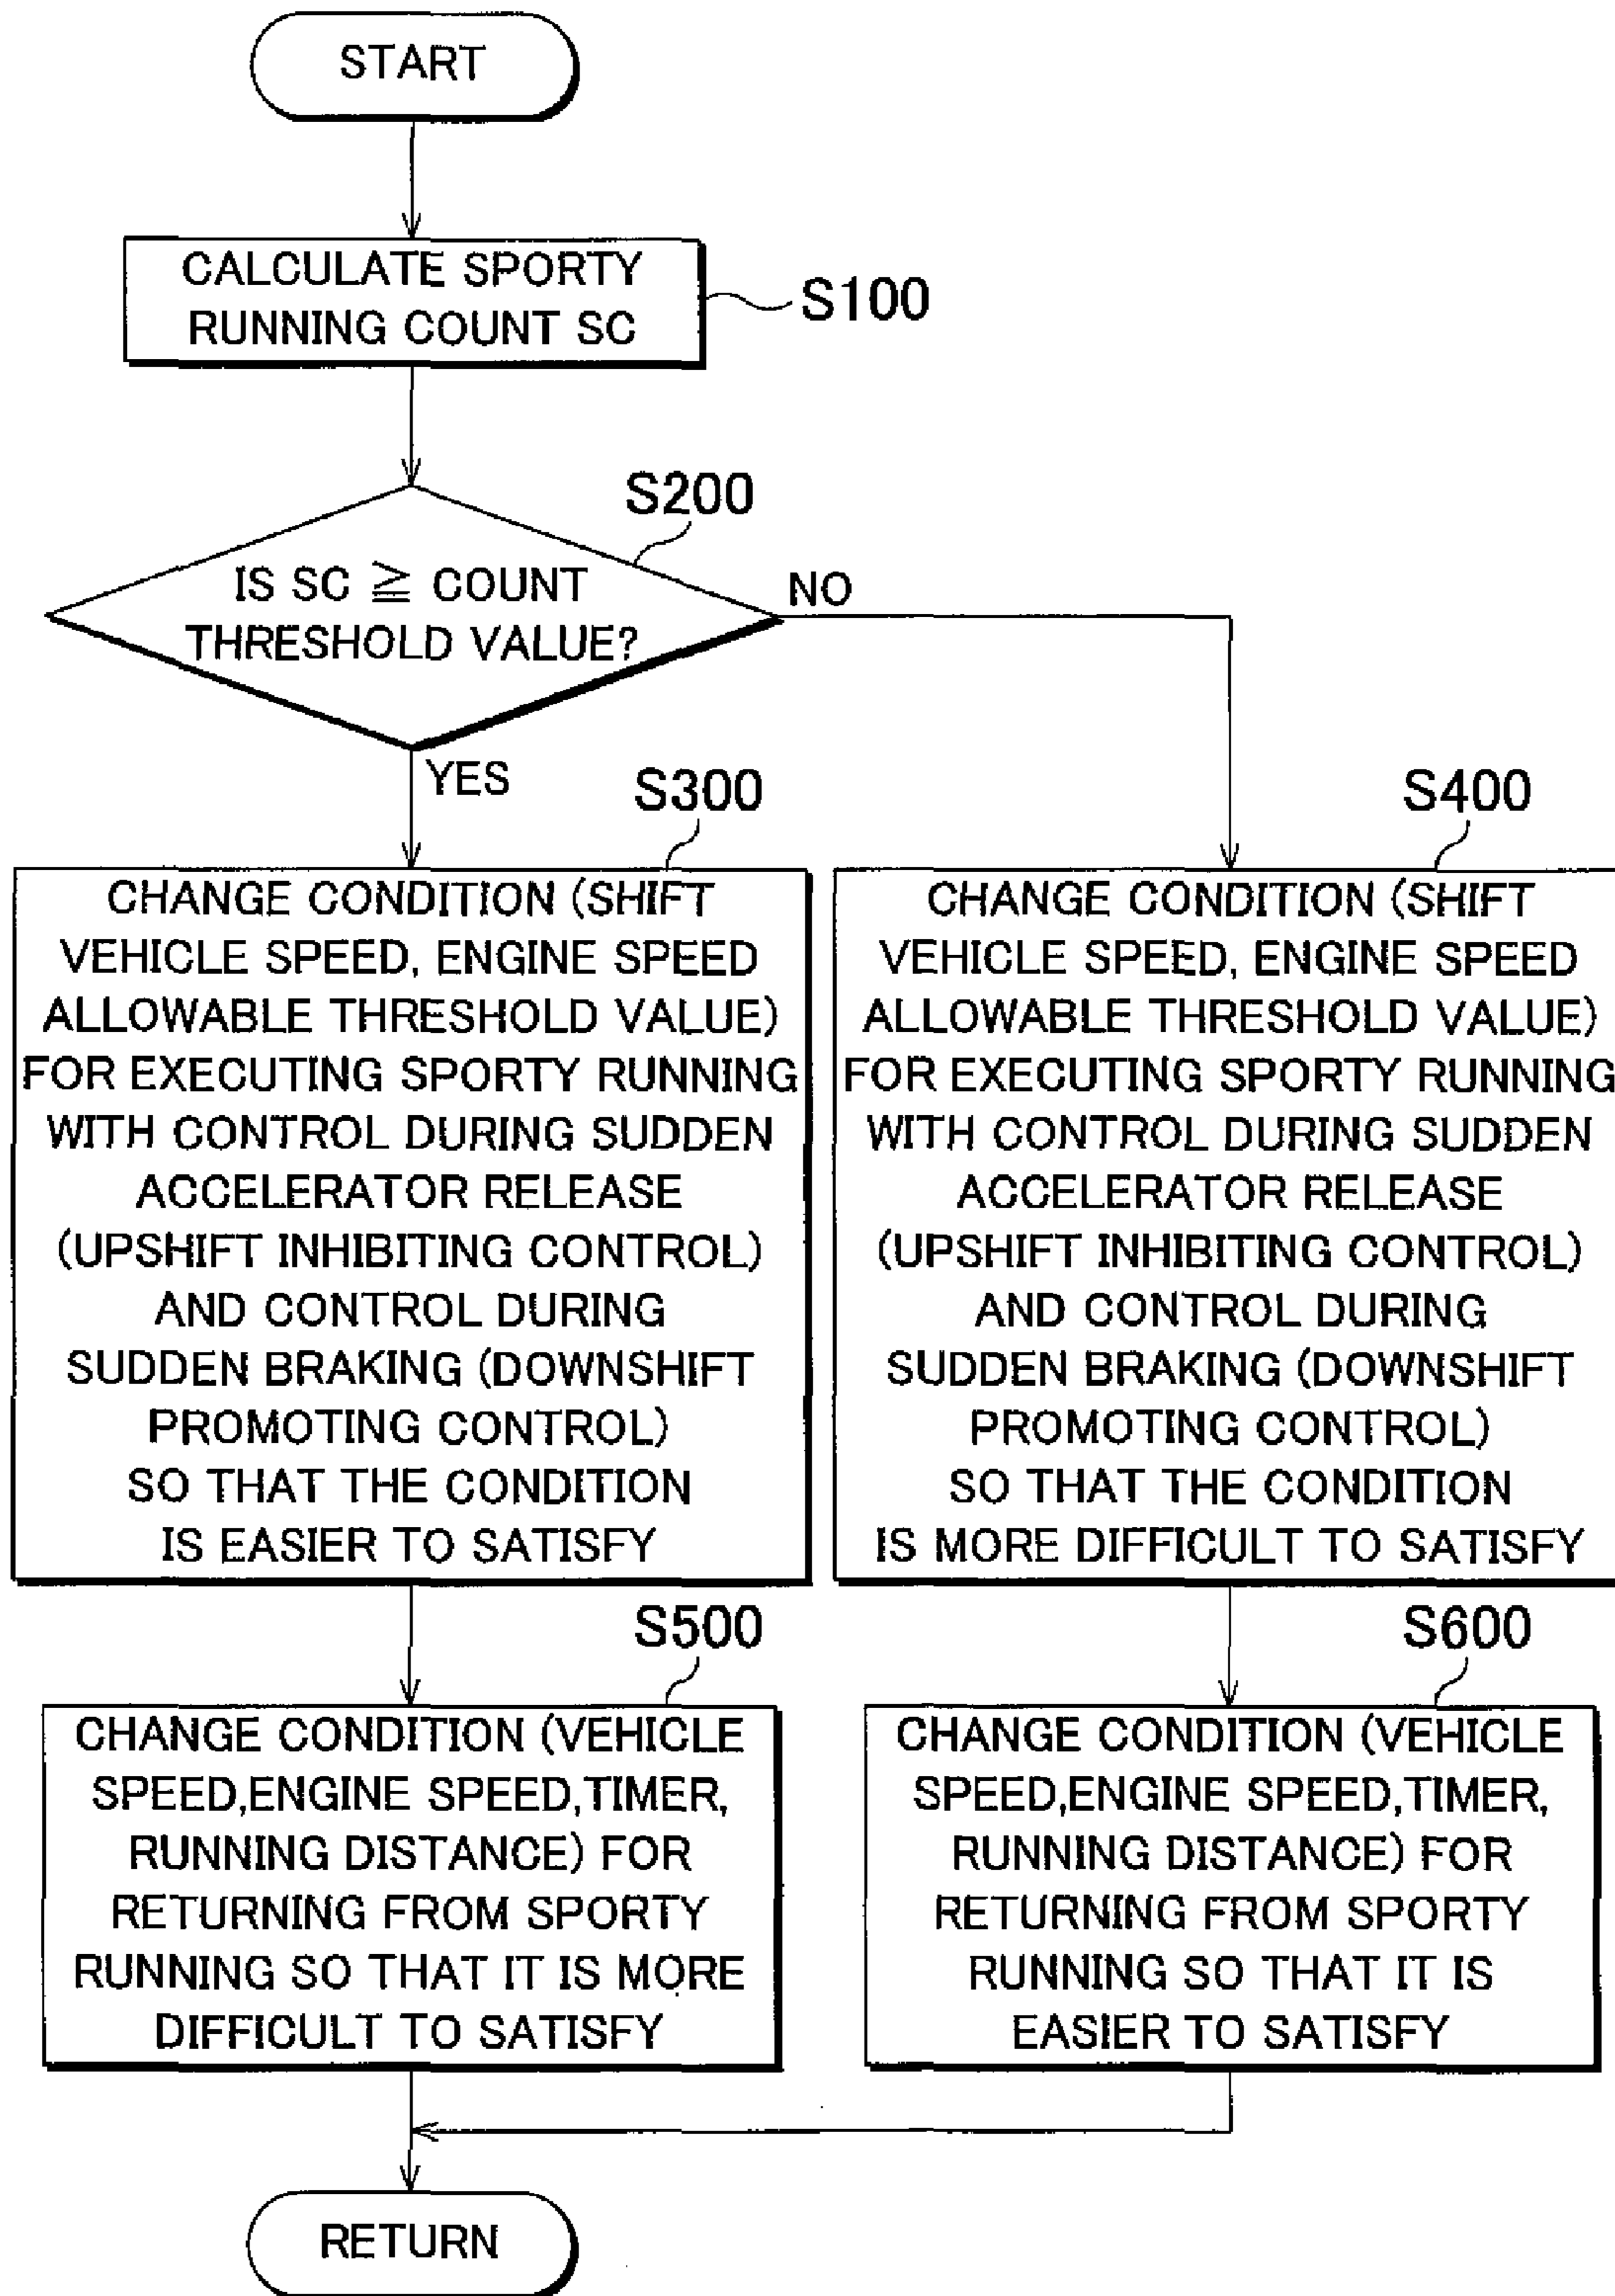 START
CALCULATE SPORTY
RUNNING COUNT SC
S100
S200
IS SC ≧ COUNT
THRESHOLD VALUE?
NO
YES
S300
CHANGE CONDITION (SHIFT
VEHICLE SPEED, ENGINE SPEED
ALLOWABLE THRESHOLD VALUE)
FOR EXECUTING SPORTY RUNNING
WITH CONTROL DURING SUDDEN
ACCELERATOR RELEASE
(UPSHIFT INHIBITING CONTROL)
AND CONTROL DURING
SUDDEN BRAKING (DOWNSHIFT
PROMOTING CONTROL)
SO THAT THE CONDITION
IS EASIER TO SATISFY
S400
CHANGE CONDITION (SHIFT
VEHICLE SPEED, ENGINE SPEED
ALLOWABLE THRESHOLD VALUE)
FOR EXECUTING SPORTY RUNNING
WITH CONTROL DURING SUDDEN
ACCELERATOR RELEASE
(UPSHIFT INHIBITING CONTROL)
AND CONTROL DURING
SUDDEN BRAKING (DOWNSHIFT
PROMOTING CONTROL)
SO THAT THE CONDITION
IS MORE DIFFICULT TO SATISFY
S500
CHANGE CONDITION (VEHICLE
SPEED,ENGINE SPEED,TIMER,
RUNNING DISTANCE) FOR
RETURNING FROM SPORTY
RUNNING SO THAT IT IS MORE
DIFFICULT TO SATISFY
S600
CHANGE CONDITION (VEHICLE
SPEED,ENGINE SPEED,TIMER,
RUNNING DISTANCE) FOR
RETURNING FROM SPORTY
RUNNING SO THAT IT IS
EASIER TO SATISFY
RETURN